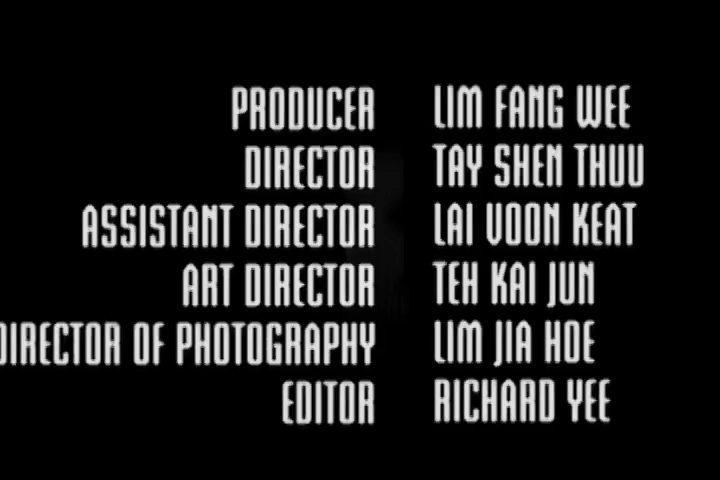 PRODUCER LIM FANG WEE
DIRECTOR TAY SHEN THUU
ASSISTANT DIRECTOR LAI VOON KEAT
ART DIRECTOR TEH KAI JUN
DIRECTOR OF PHOTOGRAPHY LIM JIA HOE
EDITOR RICHARD YEE